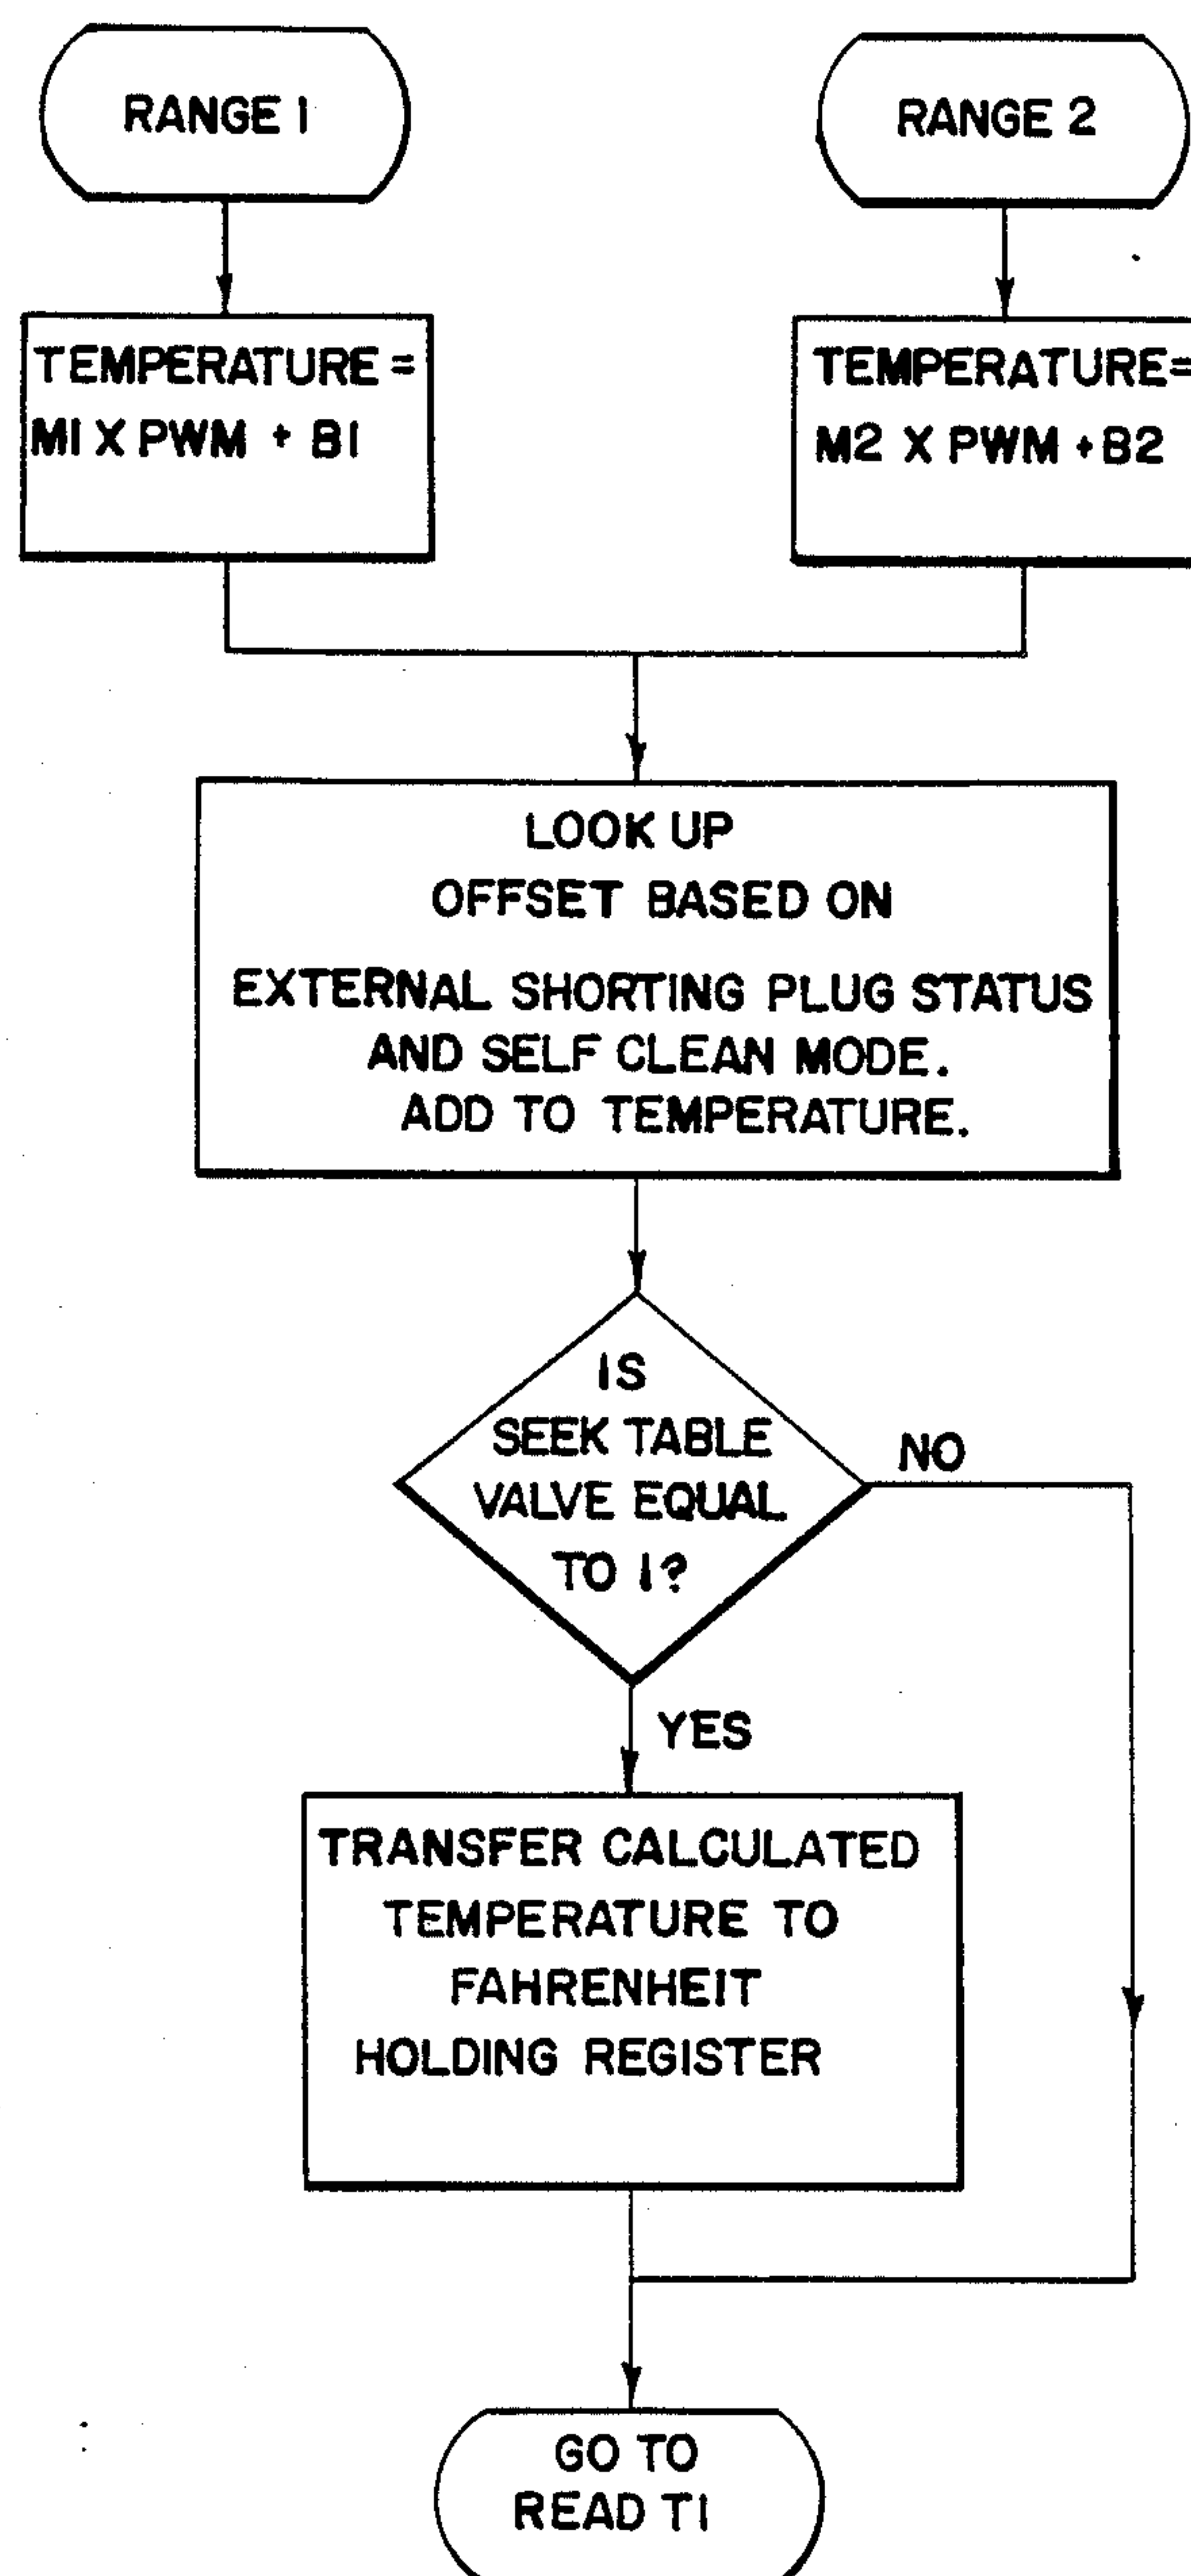 RANGE 1
RANGE 2
TEMPERATURE =
M1 X PWM + B1
TEMPERATURE=
M2 X PWM +B2
LOOK UP
OFFSET BASED ON
EXTERNAL SHORTING PLUG STATUS
AND SELF CLEAN MODE.
ADD TO TEMPERATURE.
IS
SEEK TABLE
VALVE EQUAL
TO 1?
NO
YES
TRANSFER CALCULATED
TEMPERATURE TO
FAHRENHEIT
HOLDING REGISTER
GO TO
READ T1